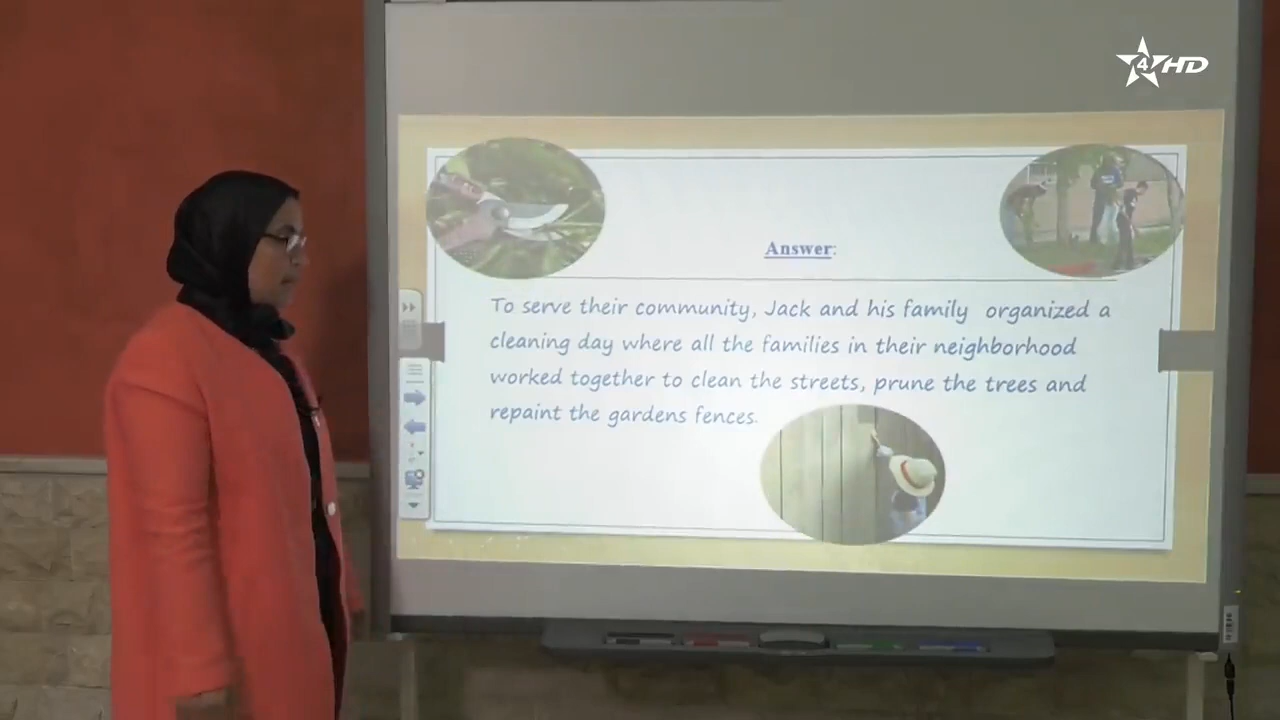 4 HD
Answer:
To serve their community, Jack and his family organized a
cleaning day where all the families in their neighborhood
worked together to clean the streets, prune the trees and
repaint the gardens fences.